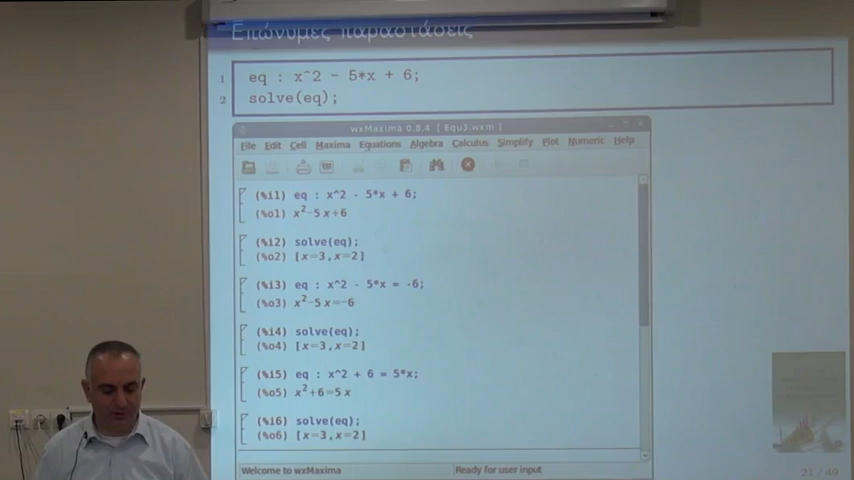 Επώνυμες παραστάσεις
1 eq : x^2 - 5*x + 6;
2 solve(eq);
wxMaxima 0.8.4 [ Equ3.wxm ]
File Edit Cell Maxima Equations Algebra Calculus Simplify Plot Numeric Help
(%i1) eq : x^2 - 5*x + 6;
(%o1) x²-5 x+6
(%i2) solve(eq);
(%o2) [x=3,x=2]
(%i3) eq : x^2 - 5*x = -6;
(%o3) x²-5 x=-6
(%i4) solve(eq);
(%o4) [x=3,x=2]
(%i5) eq : x^2 + 6 = 5*x;
(%o5) x²+6=5 x
(%i6) solve(eq);
(%o6) [x=3,x=2]
Welcome to wxMaxima Ready for user input
21 / 49